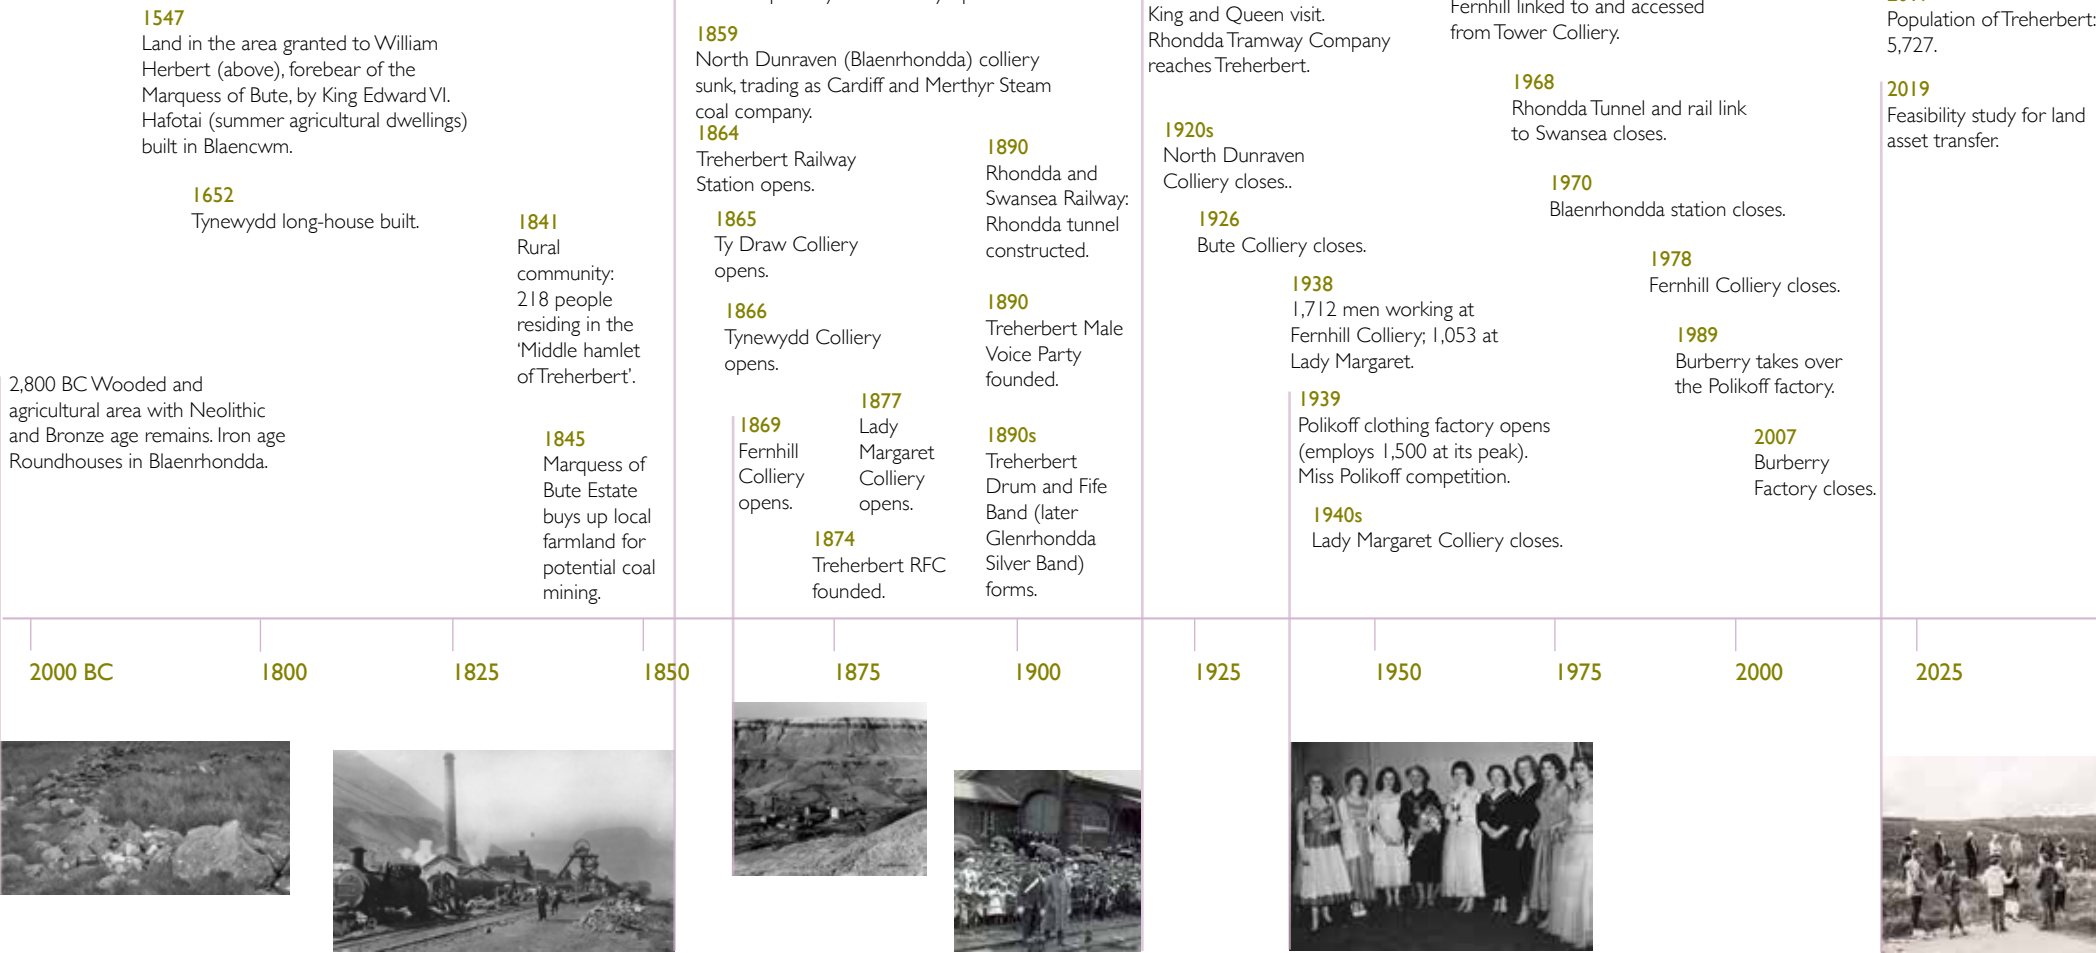 1547
Land in the area granted to William
Herbert (above), forebear of the
Marquess of Bute, by King Edward VI.
Hafotai (summer agricultural dwellings)
built in Blaencwm.
1652
Tynewydd long-house built.
2,800 BC Wooded and
agricultural area with Neolithic
and Bronze age remains. Iron age
Roundhouses in Blaenrhondda.
1841
Rural
community:
218 people
residing in the
‘Middle hamlet
of Treherbert’.
1845
Marquess of
Bute Estate
buys up local
farmland for
potential coal
mining.
1859
North Dunraven (Blaenrhondda) colliery
sunk, trading as Cardiff and Merthyr Steam
coal company.
1864
Treherbert Railway
Station opens.
1865
Ty Draw Colliery
opens.
1866
Tynewydd Colliery
opens.
1869
Fernhill
Colliery
opens.
1877
Lady
Margaret
Colliery
opens.
1874
Treherbert RFC
founded.
1890
Rhondda and
Swansea Railway:
Rhondda tunnel
constructed.
1890
Treherbert Male
Voice Party
founded.
1890s
Treherbert
Drum and Fife
Band (later
Glenrhondda
Silver Band)
forms.
King and Queen visit.
Rhondda Tramway Company
reaches Treherbert.
1920s
North Dunraven
Colliery closes..
1926
Bute Colliery closes.
1938
1,712 men working at
Fernhill Colliery; 1,053 at
Lady Margaret.
1939
Polikoff clothing factory opens
(employs 1,500 at its peak).
Miss Polikoff competition.
1940s
Lady Margaret Colliery closes.
Fernhill linked to and accessed
from Tower Colliery.
1968
Rhondda Tunnel and rail link
to Swansea closes.
1970
Blaenrhondda station closes.
1978
Fernhill Colliery closes.
1989
Burberry takes over
the Polikoff factory.
2007
Burberry
Factory closes.
Population of Treherbert:
5,727.
2019
Feasibility study for land
asset transfer.
2000 BC
1800
1825
1850
1875
1900
1925
1950
1975
2000
2025